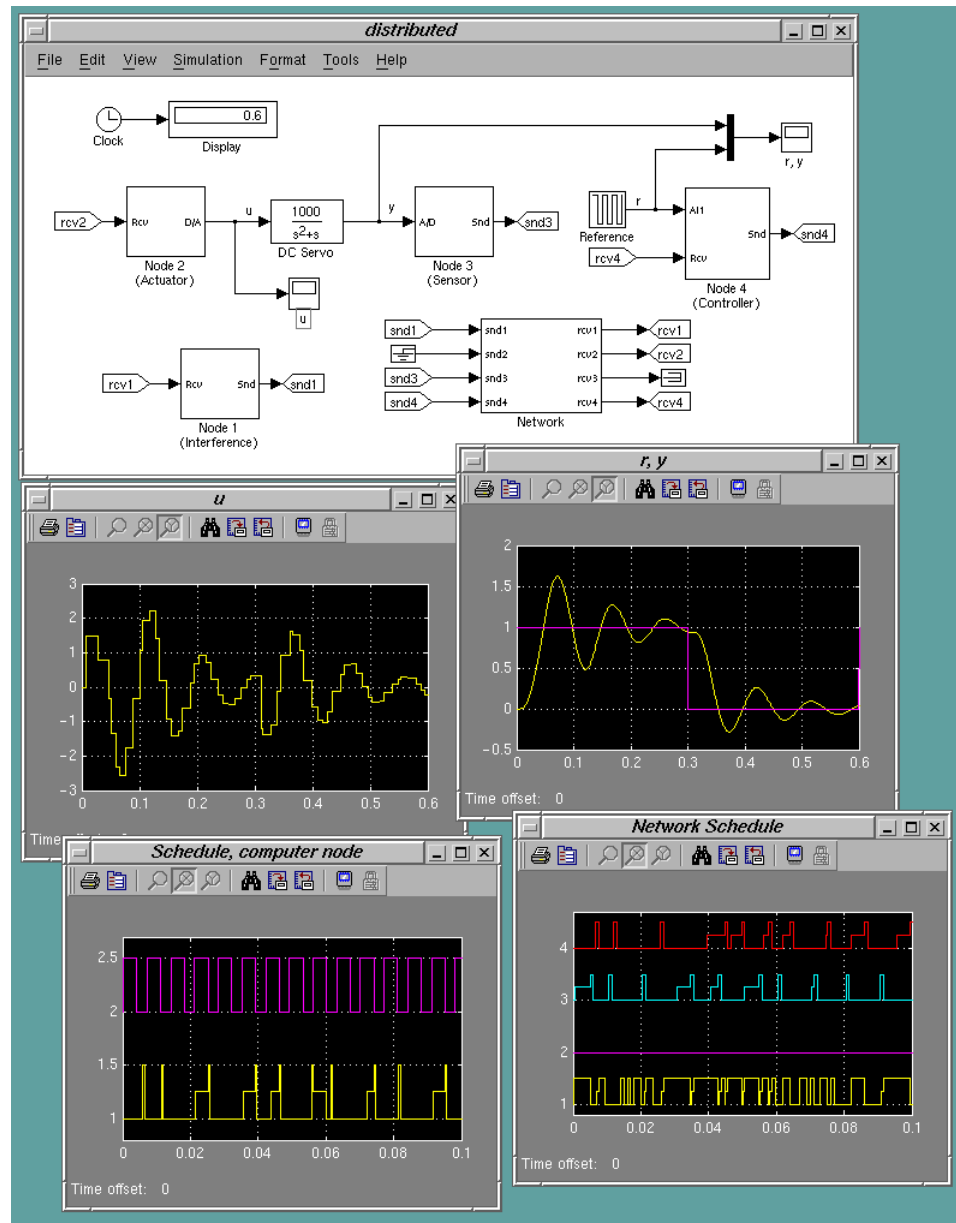 distributed
File Edit View Simulation Format Tools Help
Clock
0.6
Display
r, y
rcv2
Rcv D/A
Node 2
(Actuator)
u
1000
s2+s
DC Servo
y
A/D Snd
Node 3
(Sensor)
snd3
Reference
r
rcv4
AI1
Snd
Rcv
Node 4
(Controller)
snd4
u
rcv1
Rcv Snd
Node 1
(Interference)
snd1
snd1 snd1 rcv1 rcv1
snd2 rcv2 rcv2
snd3 snd3 rcv3
snd4 snd4 rcv4 rcv4
Network
r, y
2
1.5
1
0.5
0
-0.5
0 0.1 0.2 0.3 0.4 0.5 0.6
Time offset: 0
u
3
2
1
0
-1
-2
-3
0 0.1 0.2 0.3 0.4 0.5 0.6
Time
Schedule, computer node
2.5
2
1.5
1
0 0.02 0.04 0.06 0.08 0.1
Time offset: 0
Network Schedule
4
3
2
1
0 0.02 0.04 0.06 0.08 0.1
Time offset: 0